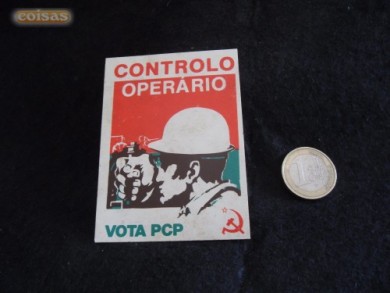 coisas
CONTROLO
OPERÁRIO
VOTA PCP